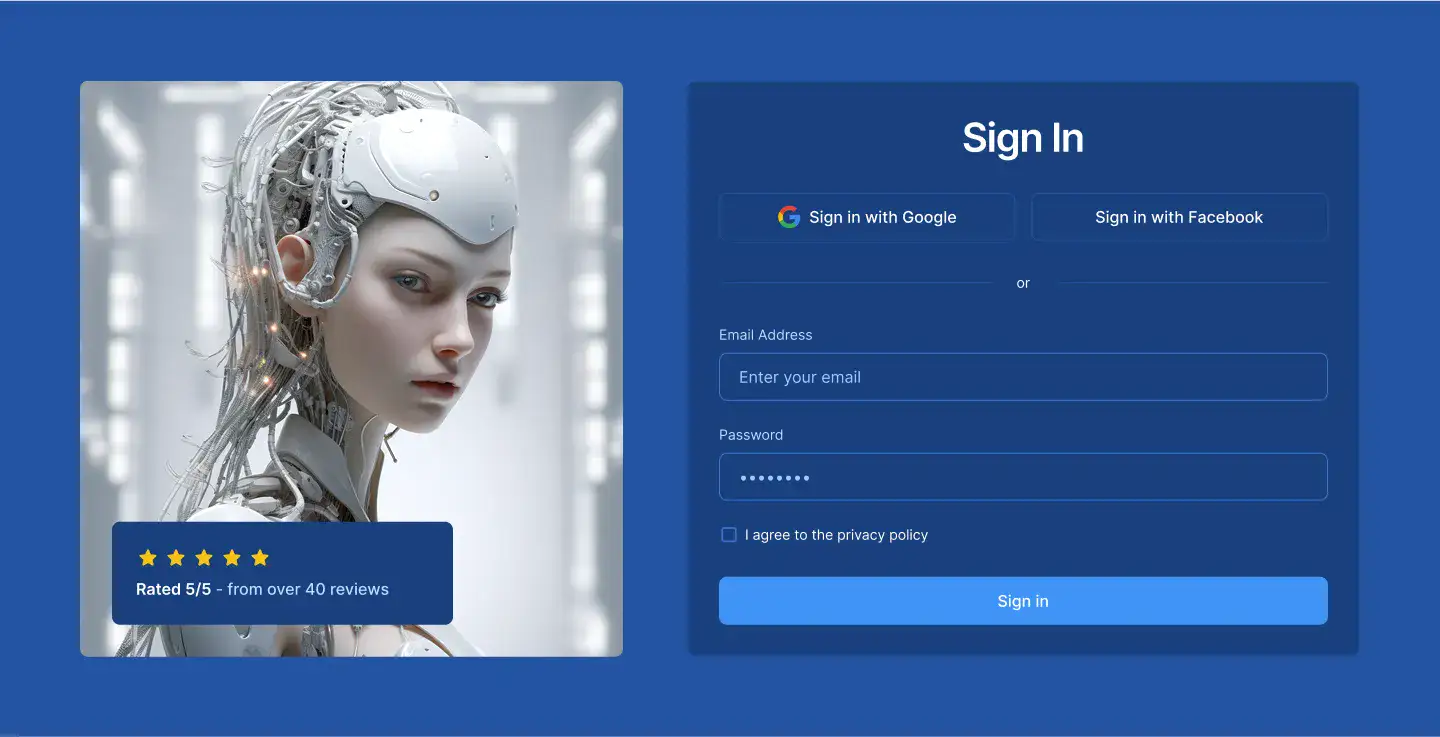 Sign In
Sign in with Google
Sign in with Facebook
or
Email Address
Enter your email
Password
I agree to the privacy policy
Sign in
Rated 5/5 - from over 40 reviews